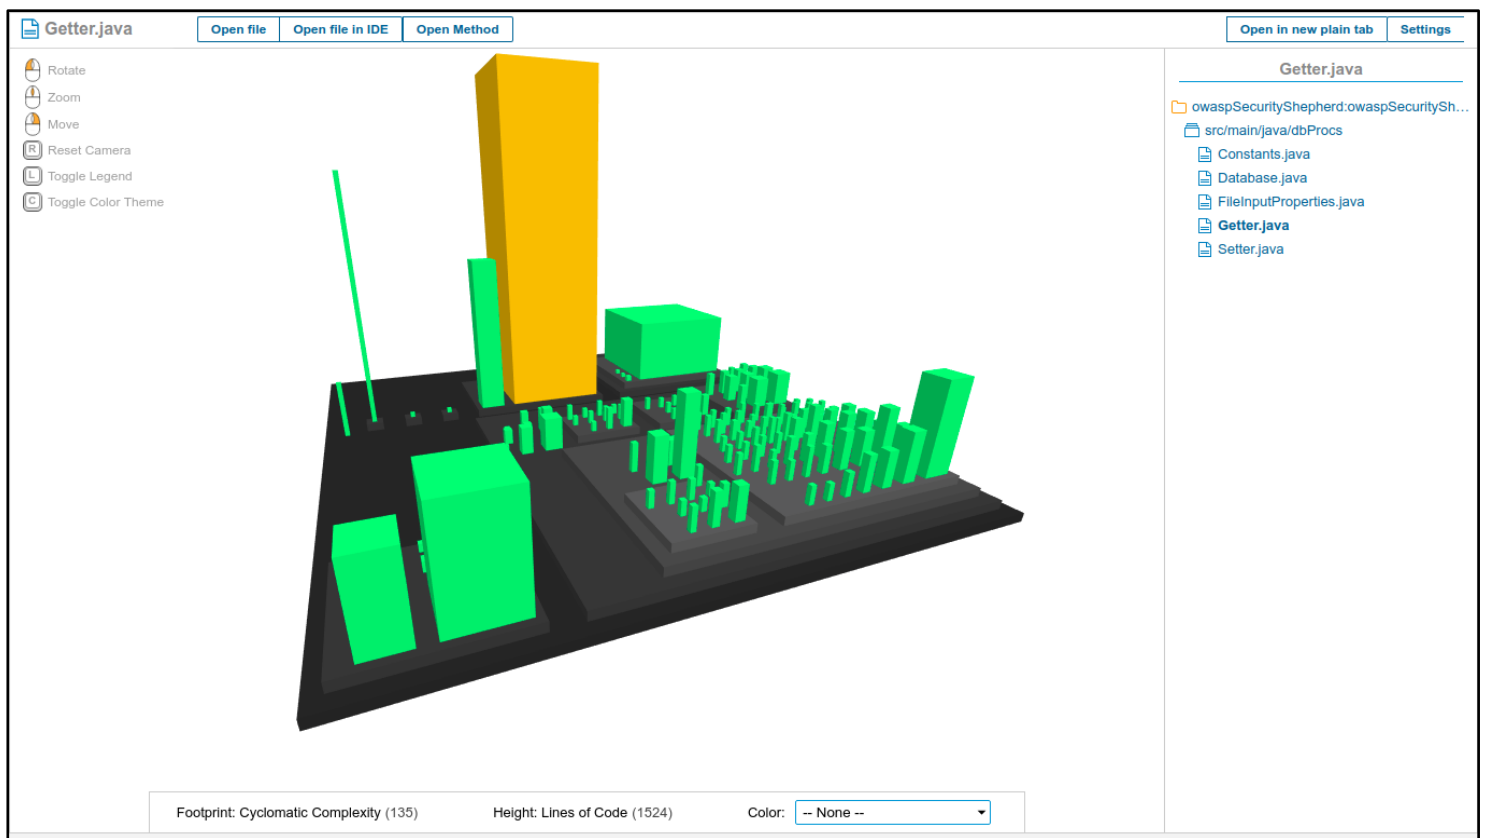 Getter.java
Open file
Open file in IDE
Open Method
Open in new plain tab
Settings
Rotate
Zoom
Move
R Reset Camera
L Toggle Legend
C Toggle Color Theme
Getter.java
owaspSecurityShepherd:owaspSecuritySh...
src/main/java/dbProcs
Constants.java
Database.java
FileInputProperties.java
Getter.java
Setter.java
Footprint: Cyclomatic Complexity (135)
Height: Lines of Code (1524)
Color: -- None --